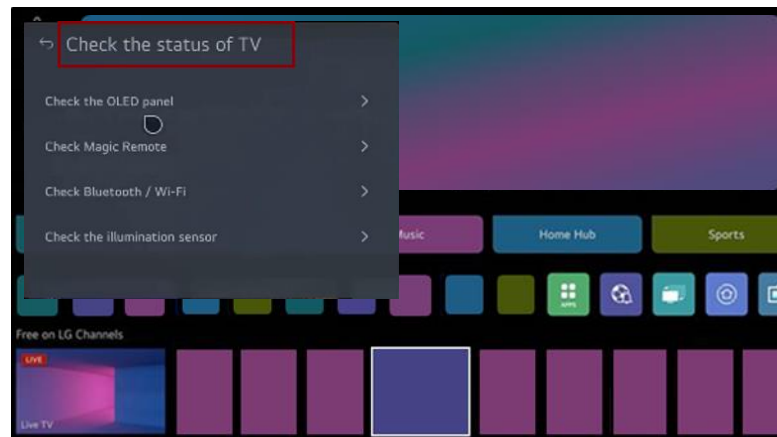 Check the status of TV
Check the OLED panel
Check Magic Remote
Check Bluetooth / Wi-Fi
Check the illumination sensor
Music
Home Hub
Sports
APPS
Free on LG Channels
LIVE
Live TV